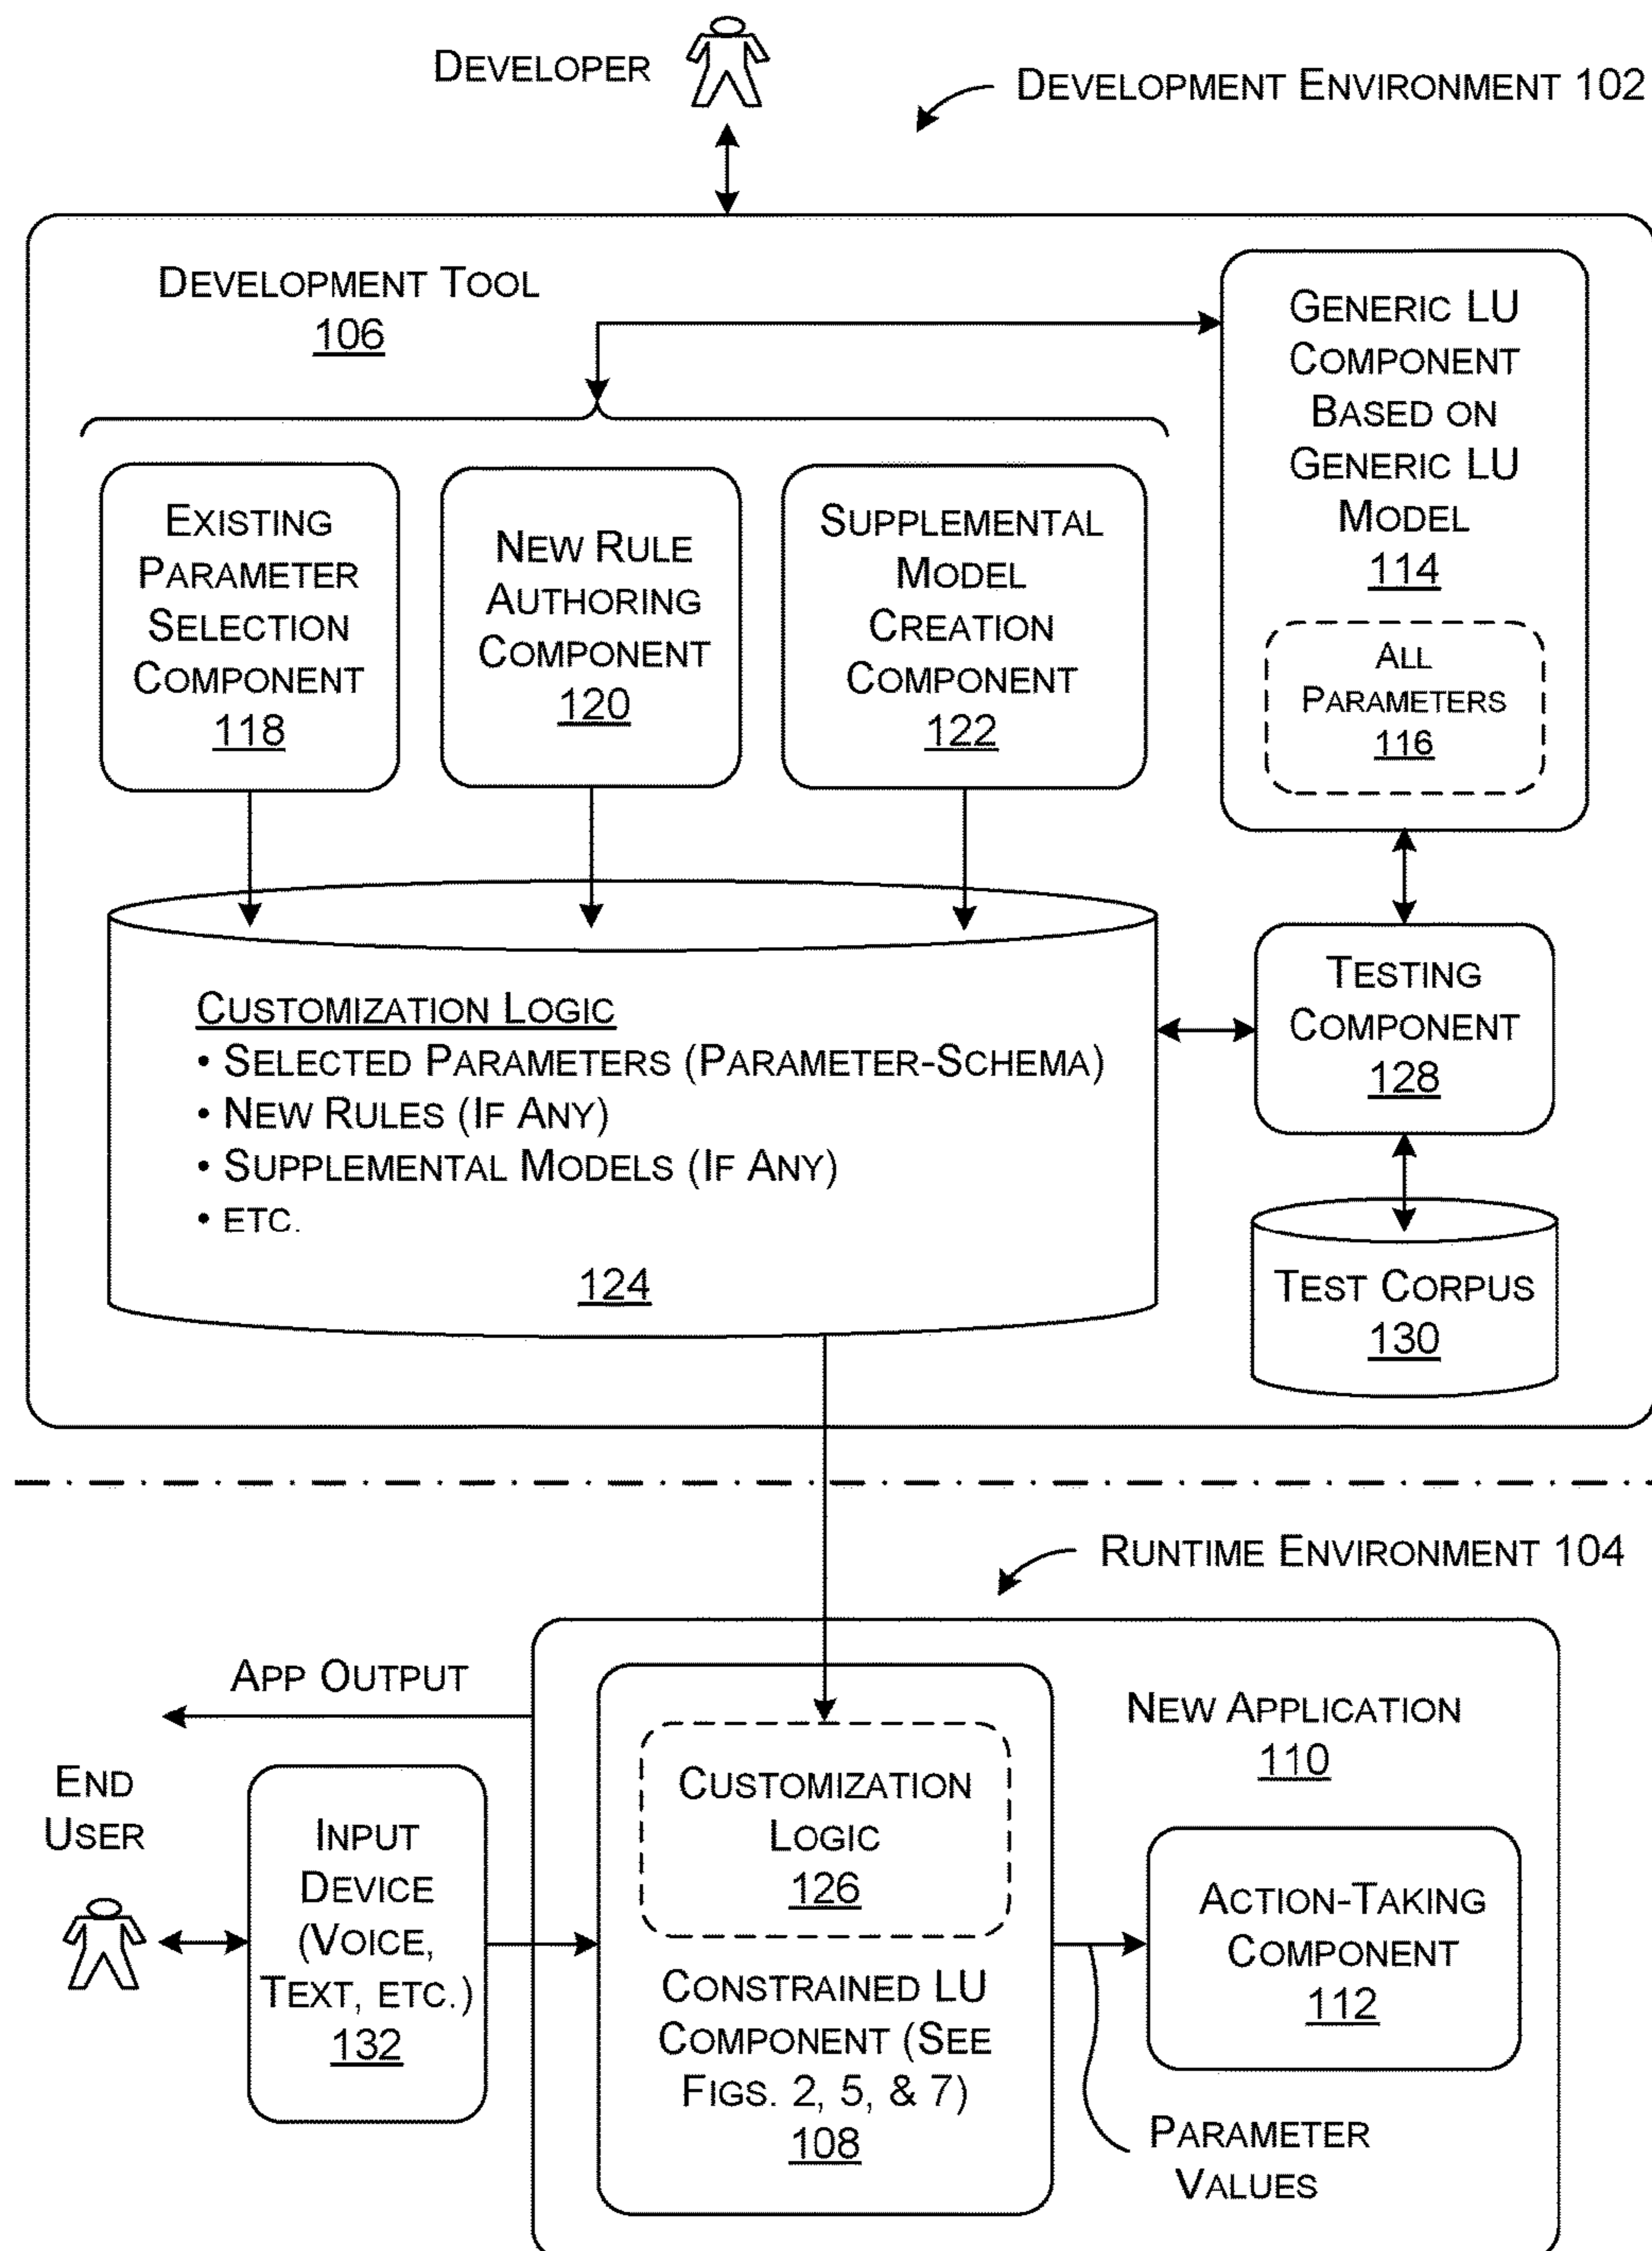 DEVELOPER
DEVELOPMENT ENVIRONMENT 102
DEVELOPMENT TOOL
106
GENERIC LU
COMPONENT
BASED ON
GENERIC LU
MODEL
114
ALL
PARAMETERS
116
EXISTING
PARAMETER
SELECTION
COMPONENT
118
NEW RULE
AUTHORING
COMPONENT
120
SUPPLEMENTAL
MODEL
CREATION
COMPONENT
122
CUSTOMIZATION LOGIC
• SELECTED PARAMETERS (PARAMETER-SCHEMA)
• NEW RULES (IF ANY)
• SUPPLEMENTAL MODELS (IF ANY)
• ETC.
124
TESTING
COMPONENT
128
TEST CORPUS
130
RUNTIME ENVIRONMENT 104
APP OUTPUT
END
USER
INPUT
DEVICE
(VOICE,
TEXT, ETC.)
132
CUSTOMIZATION
LOGIC
126
CONSTRAINED LU
COMPONENT (SEE
FIGS. 2, 5, & 7)
108
NEW APPLICATION
110
ACTION-TAKING
COMPONENT
112
PARAMETER
VALUES